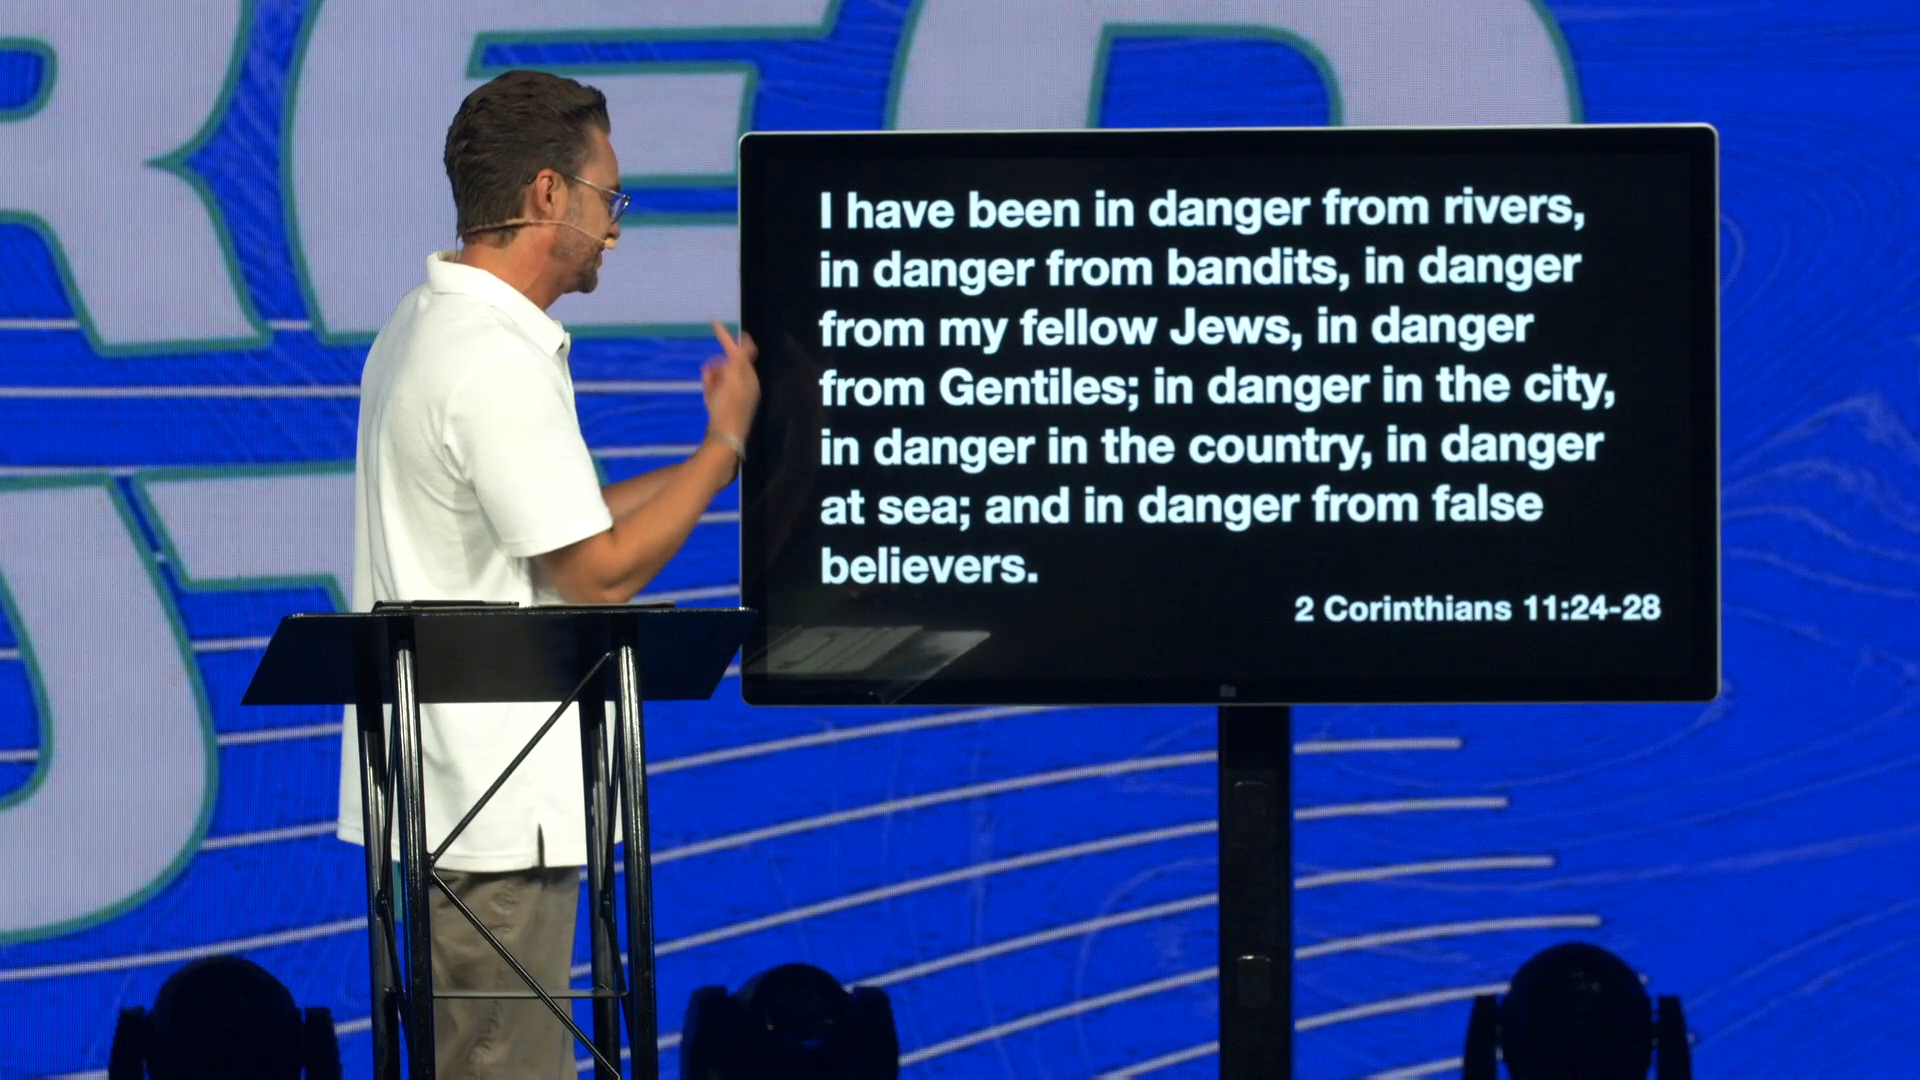 I have been in danger from rivers,
in danger from bandits, in danger
from my fellow Jews, in danger
from Gentiles; in danger in the city,
in danger in the country, in danger
at sea; and in danger from false
believers.
2 Corinthians 11:24-28